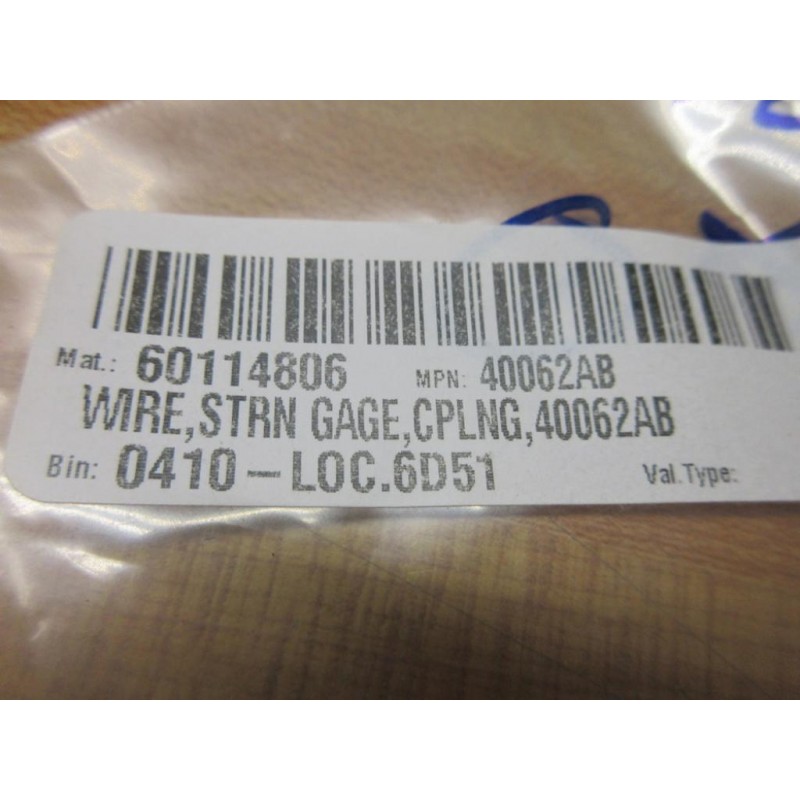 Mat.: 60114806 MPN: 40062AB
WIRE,STRN GAGE,CPLNG,40062AB
Bin: 0410-LOC.6D51 Val.Type: